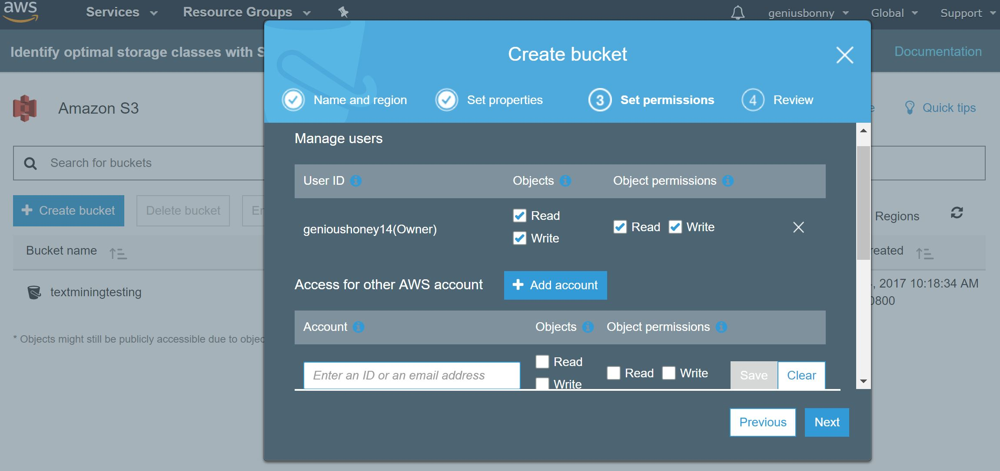 aws Services Resource Groups geniusbonny Global Support
Identify optimal storage classes with S
Documentation
Create bucket
Name and region Set properties 3 Set permissions 4 Review
Amazon S3
e Quick tips
Manage users
Search for buckets
User ID Objects Object permissions
Create bucket Delete bucket
Regions
Read
genioushoney14(Owner) Read Write
Write
Bucket name
reated
Access for other AWS account Add account
textminingtesting
, 2017 10:18:34 AM
0800
Account Objects Object permissions
* Objects might still be publicly accessible due to objec
Read
Enter an ID or an email address Read Write Save Clear
Write
Previous Next